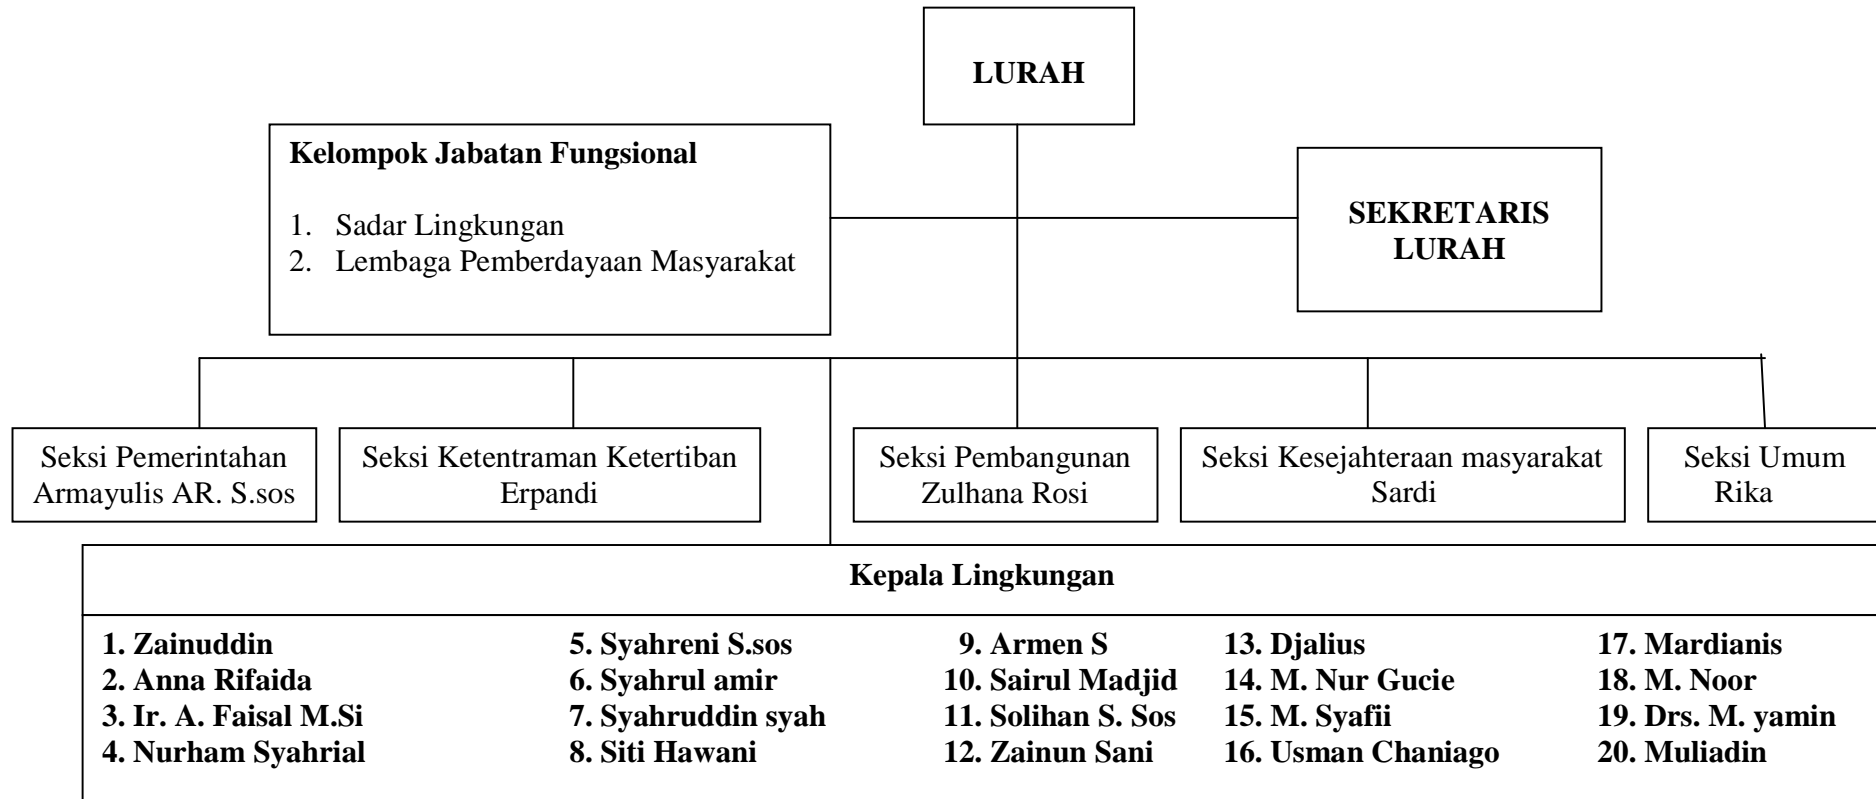 LURAH
Kelompok Jabatan Fungsional
1. Sadar Lingkungan
2. Lembaga Pemberdayaan Masyarakat
SEKRETARIS
LURAH
Seksi Pemerintahan
Armayulis AR. S.sos
Seksi Ketentraman Ketertiban
Erpandi
Seksi Pembangunan
Zulhana Rosi
Seksi Kesejahteraan masyarakat
Sardi
Seksi Umum
Rika
Kepala Lingkungan
1. Zainuddin
2. Anna Rifaida
3. Ir. A. Faisal M.Si
4. Nurham Syahrial
5. Syahreni S.sos
6. Syahrul amir
7. Syahruddin syah
8. Siti Hawani
9. Armen S
10. Sairul Madjid
11. Solihan S. Sos
12. Zainun Sani
13. Djalius
14. M. Nur Gucie
15. M. Syafii
16. Usman Chaniago
17. Mardianis
18. M. Noor
19. Drs. M. yamin
20. Muliadin